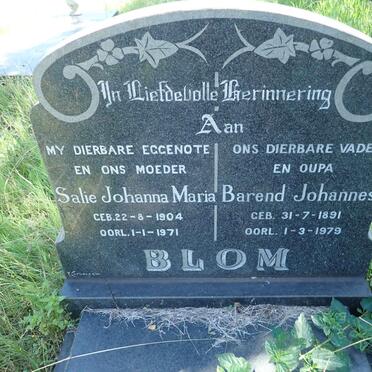 In Liefdevolle Herinnering
Aan
MY DIERBARE EGGENOTE
EN ONS MOEDER
Salie Johanna Maria
GEB. 22-8-1904
OORL. 1-1-1971
ONS DIERBARE VADE
EN OUPA
Barend Johannes
GEB. 31-7-1891
OORL. 1-3-1979
BLOM